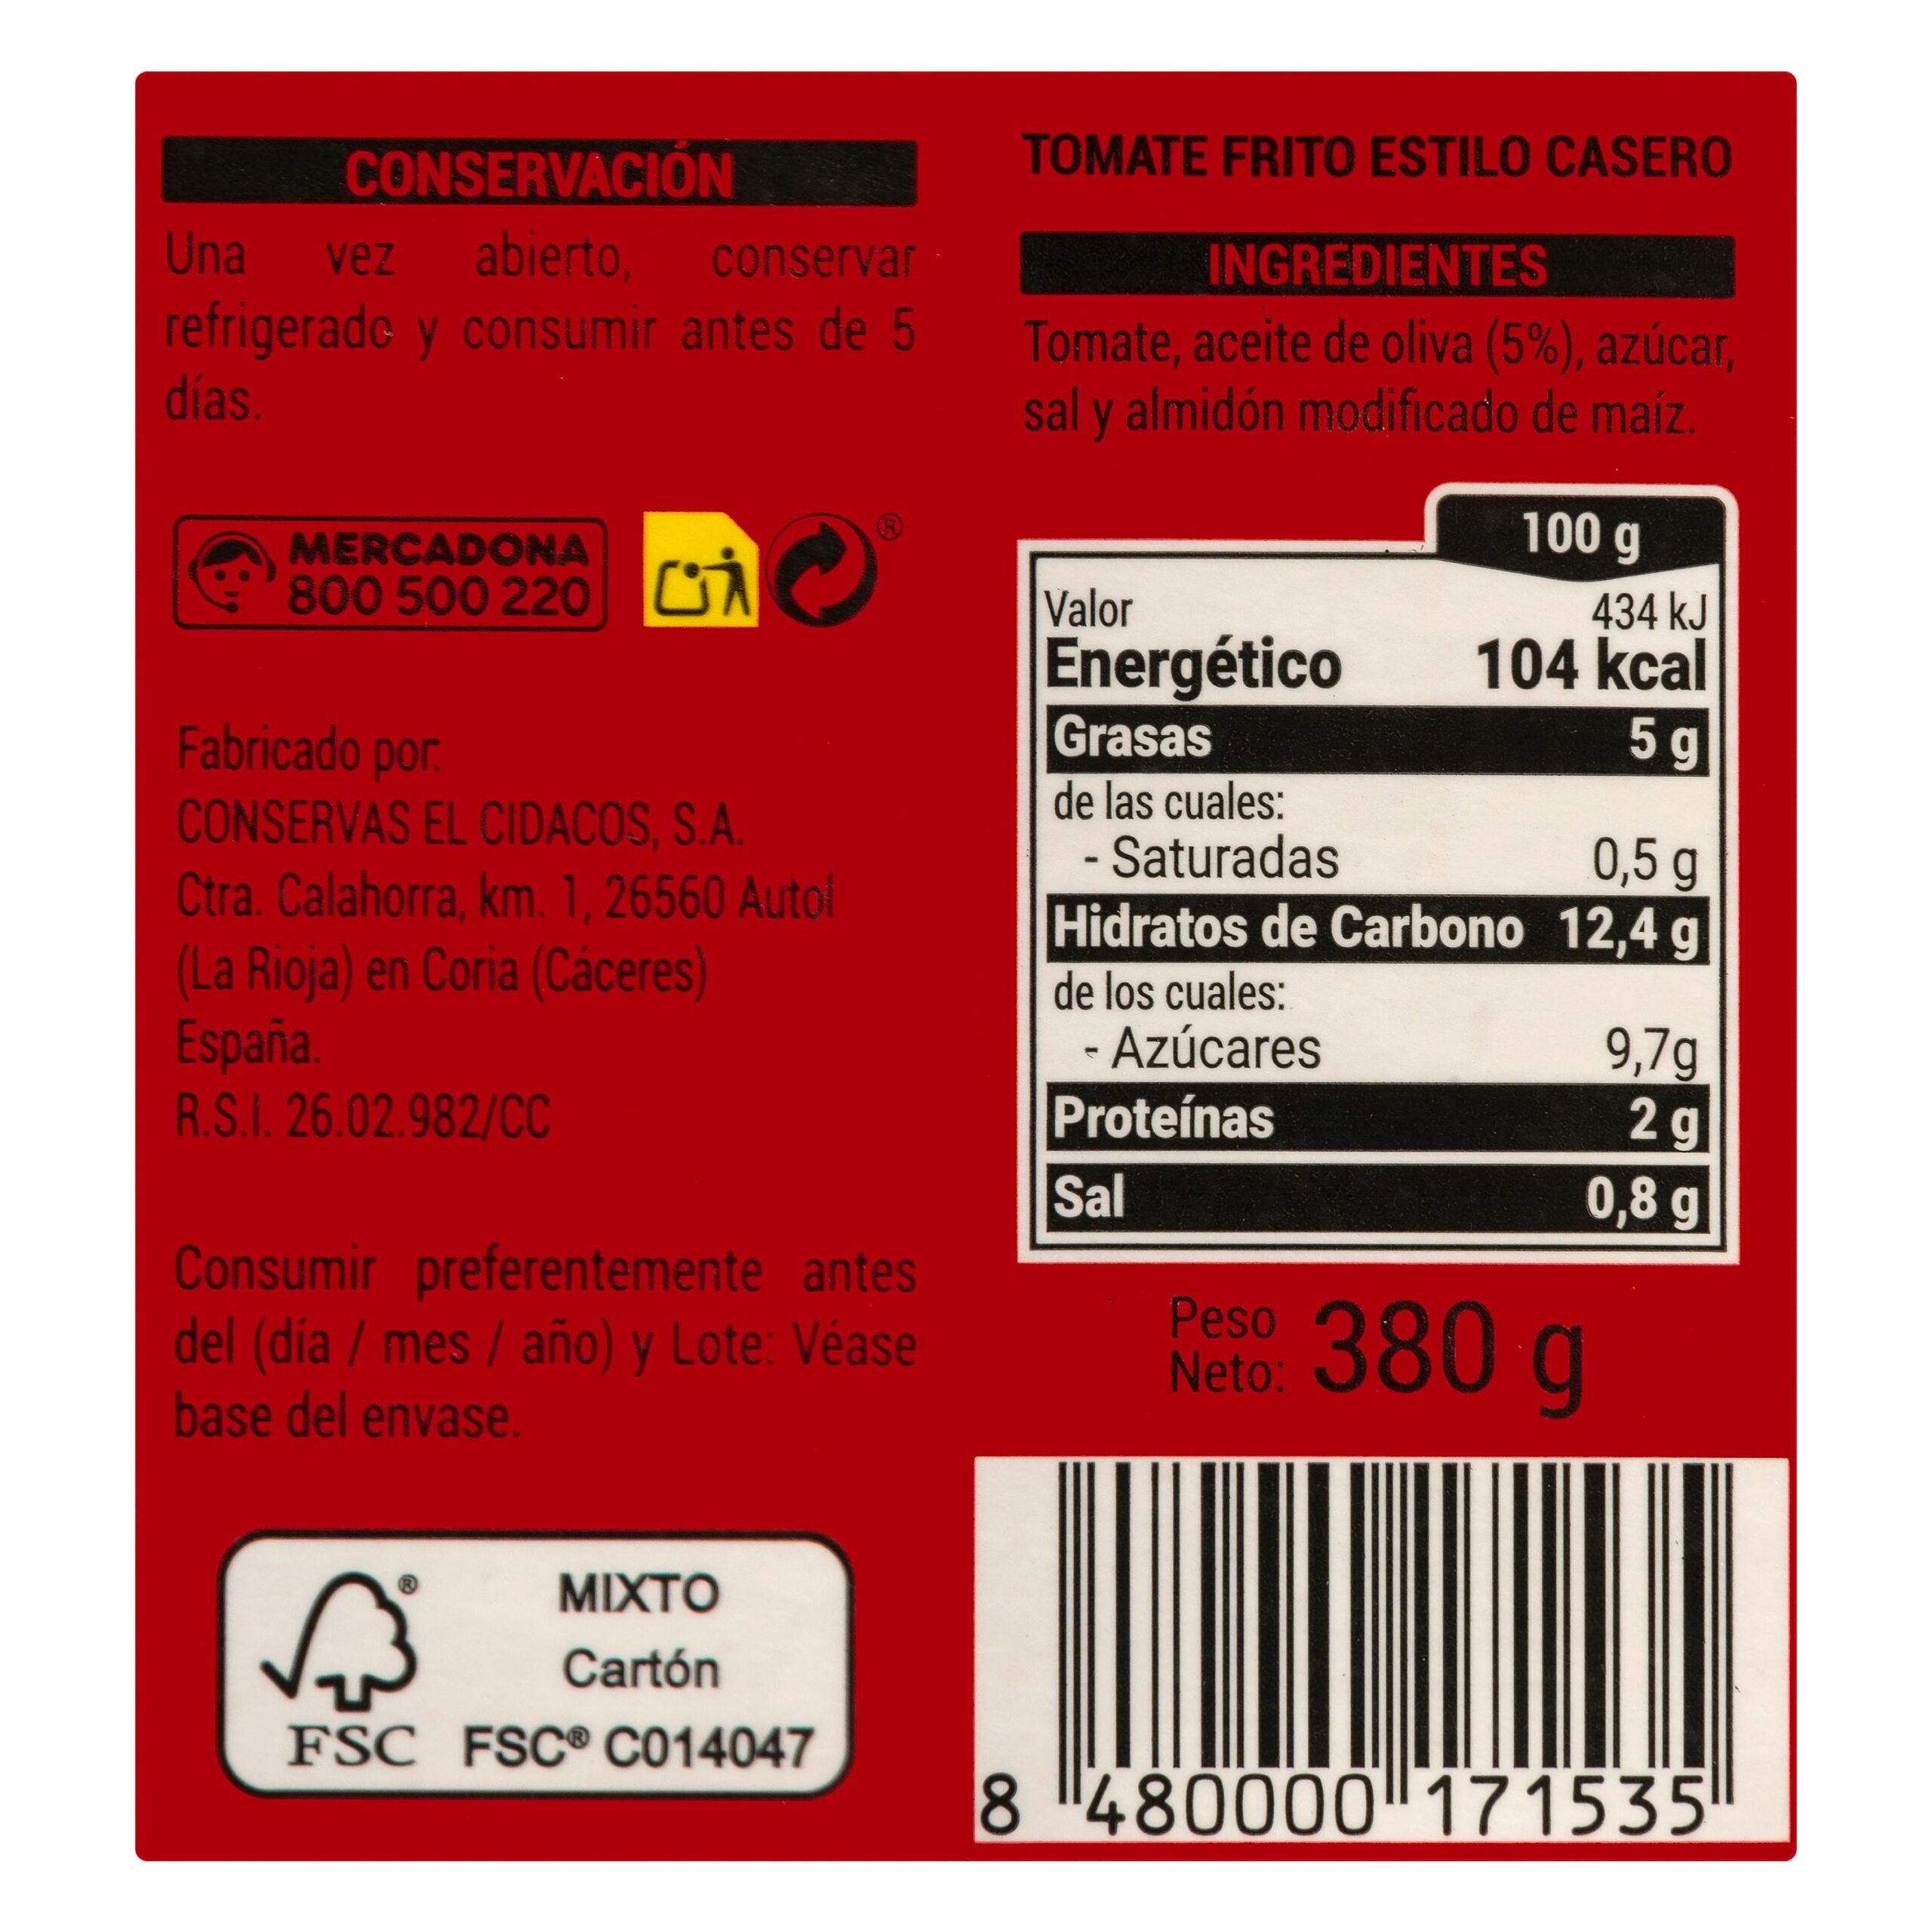 CONSERVACIÓN
Una vez abierto, conservar
refrigerado y consumir antes de 5
días.
MERCADONA
800 500 220
®
Fabricado por:
CONSERVAS EL CIDACOS, S.A.
Ctra. Calahorra, km. 1, 26560 Autol
(La Rioja) en Coria (Cáceres)
España.
R.S.I. 26.02.982/CC
Consumir preferentemente antes
del (día / mes / año) y Lote: Véase
base del envase.
®
FSC
MIXTO
Cartón
FSC® C014047
TOMATE FRITO ESTILO CASERO
INGREDIENTES
Tomate, aceite de oliva (5%), azúcar,
sal y almidón modificado de maíz.
100 g
Valor 434 kJ
Energético 104 kcal
Grasas 5 g
de las cuales:
- Saturadas 0,5 g
Hidratos de Carbono 12,4 g
de los cuales:
- Azúcares 9,7g
Proteínas 2 g
Sal 0,8 g
Peso
Neto: 380 g
8 480000 171535